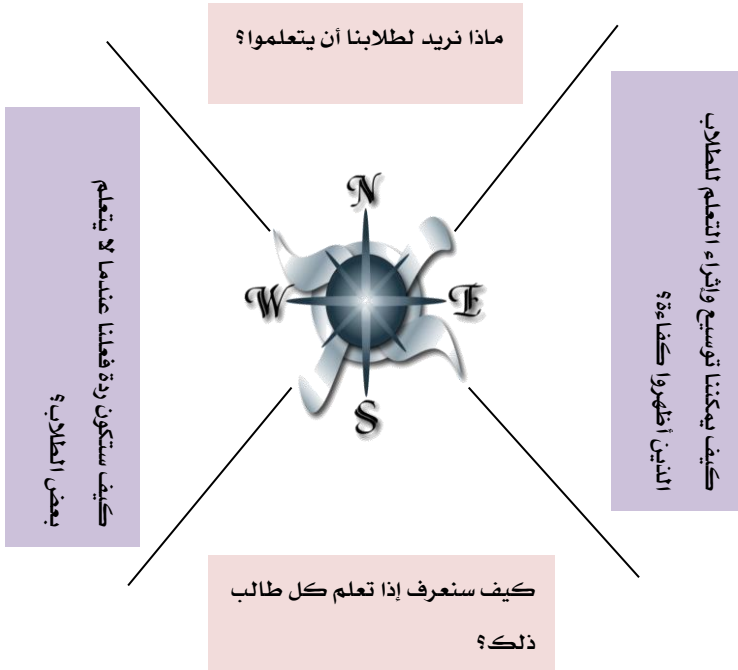 ماذا نريد لطلابنا أن يتعلموا؟
كيف يمكننا توسيع وإثراء التعلم للطلاب
الذين أظهروا كفاءة؟
كيف ستكون ردة فعلنا عندما لا يتعلم
بعض الطلاب؟
N
W
E
S
كيف سنعرف إذا تعلم كل طالب
ذلك؟